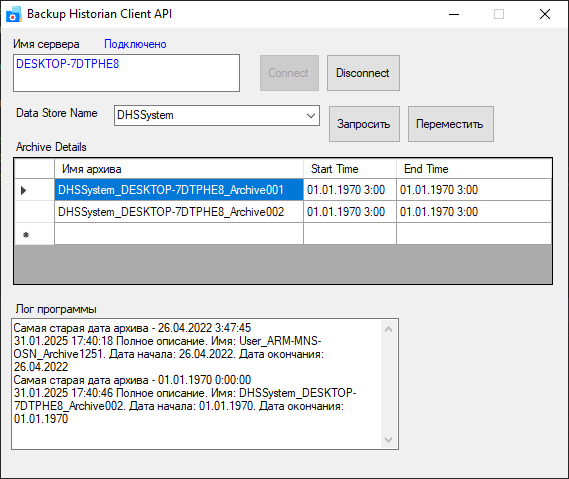 Backup Historian Client API
Имя сервера Подключено
DESKTOP-7DTPHE8
Connect Disconnect
Data Store Name DHSSystem Запросить Переместить
Archive Details
Имя архива Start Time End Time
DHSSystem_DESKTOP-7DTPHE8_Archive001 01.01.1970 3:00 01.01.1970 3:00
DHSSystem_DESKTOP-7DTPHE8_Archive002 01.01.1970 3:00 01.01.1970 3:00
Лог программы
Самая старая дата архива - 26.04.2022 3:47:45
31.01.2025 17:40:18 Полное описание. Имя: User_ARM-MNS-
OSN_Archive1251. Дата начала: 26.04.2022. Дата окончания:
26.04.2022
Самая старая дата архива - 01.01.1970 0:00:00
31.01.2025 17:40:46 Полное описание. Имя: DHSSystem_DESKTOP-
7DTPHE8_Archive002. Дата начала: 01.01.1970. Дата окончания:
01.01.1970